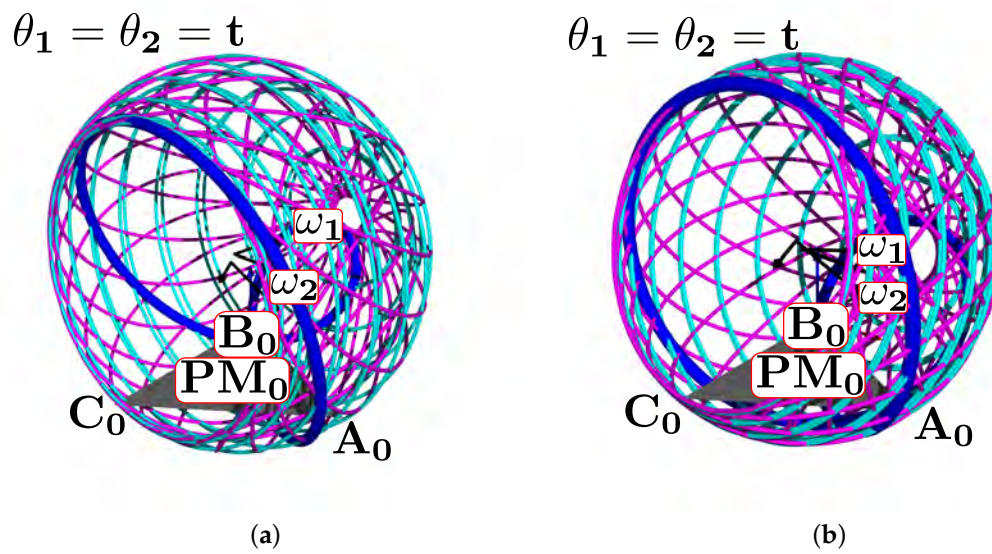 θ₁ = θ₂ = t
ω₁
ω₂
B₀
PM₀
C₀
A₀
(a)
θ₁ = θ₂ = t
ω₁
ω₂
B₀
PM₀
C₀
A₀
(b)